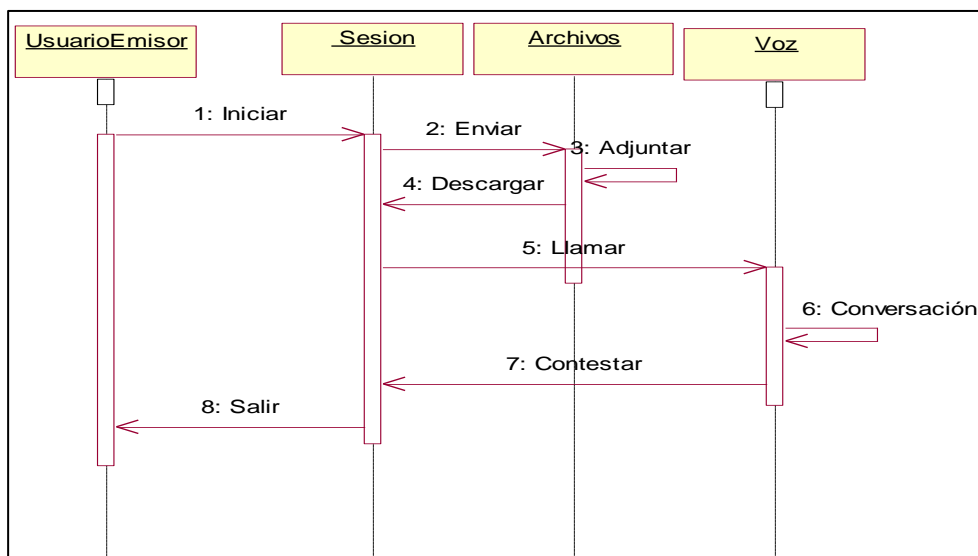 UsuarioEmisor
Sesion
Archivos
Voz
1: Iniciar
2: Enviar
3: Adjuntar
4: Descargar
5: Llamar
6: Conversación
7: Contestar
8: Salir